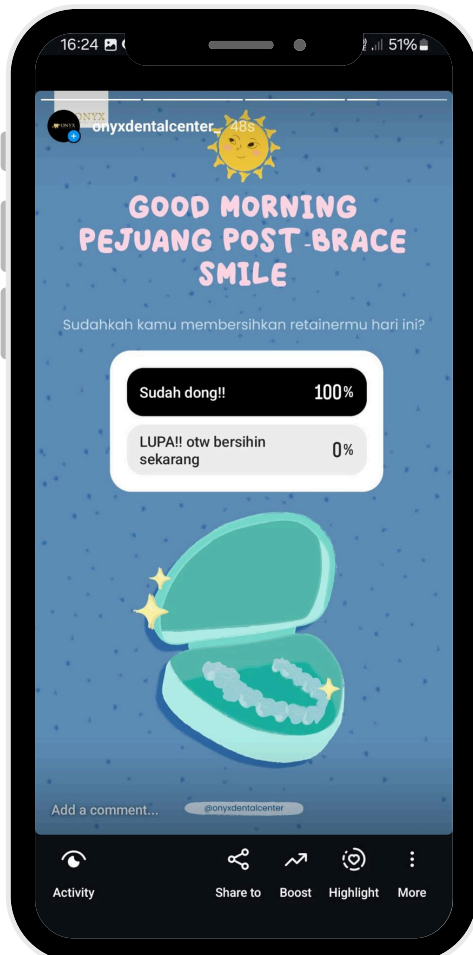 16:24
51%
ONYX
onyxdentalcenter_ 48s
GOOD MORNING
PEJUANG POST-BRACE
SMILE
Sudahkah kamu membersihkan retainermu hari ini?
Sudah dong!! 100%
LUPA!! otw bersihin
sekarang
0%
Add a comment...
@onyxdentalcenter
Activity
Share to
Boost
Highlight
More